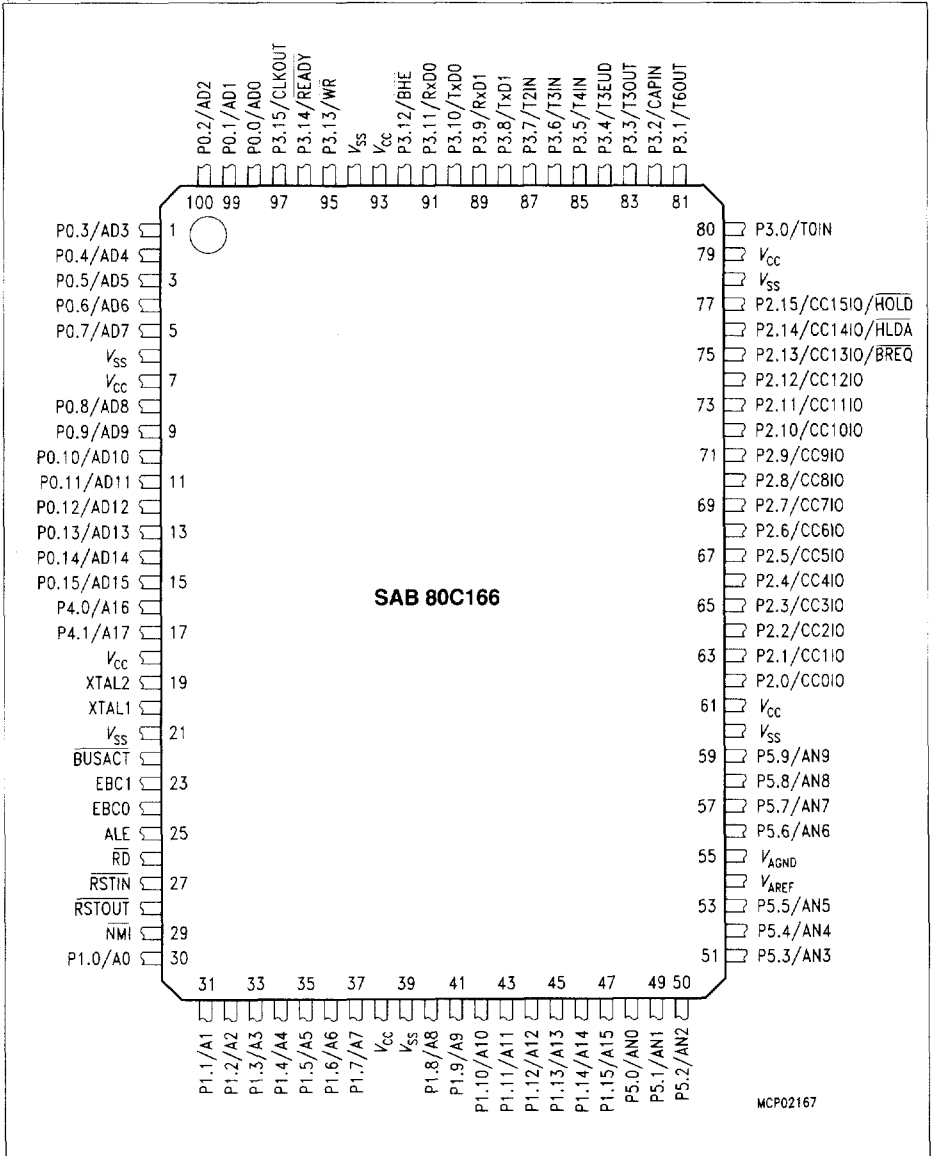 P0.2/AD2
P0.1/AD1
P0.0/AD0
P3.15/CLKOUT
P3.14/READY
P3.13/WR
VSS
VCC
P3.12/BHE
P3.11/RxD0
P3.10/TxD0
P3.9/RxD1
P3.8/TxD1
P3.7/T2IN
P3.6/T3IN
P3.5/T4IN
P3.4/T3EUD
P3.3/T3OUT
P3.2/CAPIN
P3.1/T6OUT
100 99 97 95 93 91 89 87 85 83 81
P0.3/AD3 1
P0.4/AD4
P0.5/AD5 3
P0.6/AD6
P0.7/AD7 5
VSS
VCC 7
P0.8/AD8
P0.9/AD9 9
P0.10/AD10
P0.11/AD11 11
P0.12/AD12
P0.13/AD13 13
P0.14/AD14
P0.15/AD15 15
P4.0/A16
P4.1/A17 17
VCC
XTAL2 19
XTAL1
VSS 21
BUSACT
EBC1 23
EBC0
ALE 25
RD
RSTIN 27
RSTOUT
NMI 29
P1.0/A0 30
SAB 80C166
80 P3.0/T0IN
79 VCC
VSS
77 P2.15/CC15IO/HOLD
P2.14/CC14IO/HLDA
75 P2.13/CC13IO/BREQ
P2.12/CC12IO
73 P2.11/CC11IO
P2.10/CC10IO
71 P2.9/CC9IO
P2.8/CC8IO
69 P2.7/CC7IO
P2.6/CC6IO
67 P2.5/CC5IO
P2.4/CC4IO
65 P2.3/CC3IO
P2.2/CC2IO
63 P2.1/CC1IO
P2.0/CC0IO
61 VCC
VSS
59 P5.9/AN9
P5.8/AN8
57 P5.7/AN7
P5.6/AN6
55 VAGND
VAREF
53 P5.5/AN5
P5.4/AN4
51 P5.3/AN3
31 33 35 37 39 41 43 45 47 49 50
P1.1/A1
P1.2/A2
P1.3/A3
P1.4/A4
P1.5/A5
P1.6/A6
P1.7/A7
VCC
VSS
P1.8/A8
P1.9/A9
P1.10/A10
P1.11/A11
P1.12/A12
P1.13/A13
P1.14/A14
P1.15/A15
P5.0/AN0
P5.1/AN1
P5.2/AN2
MCP02167